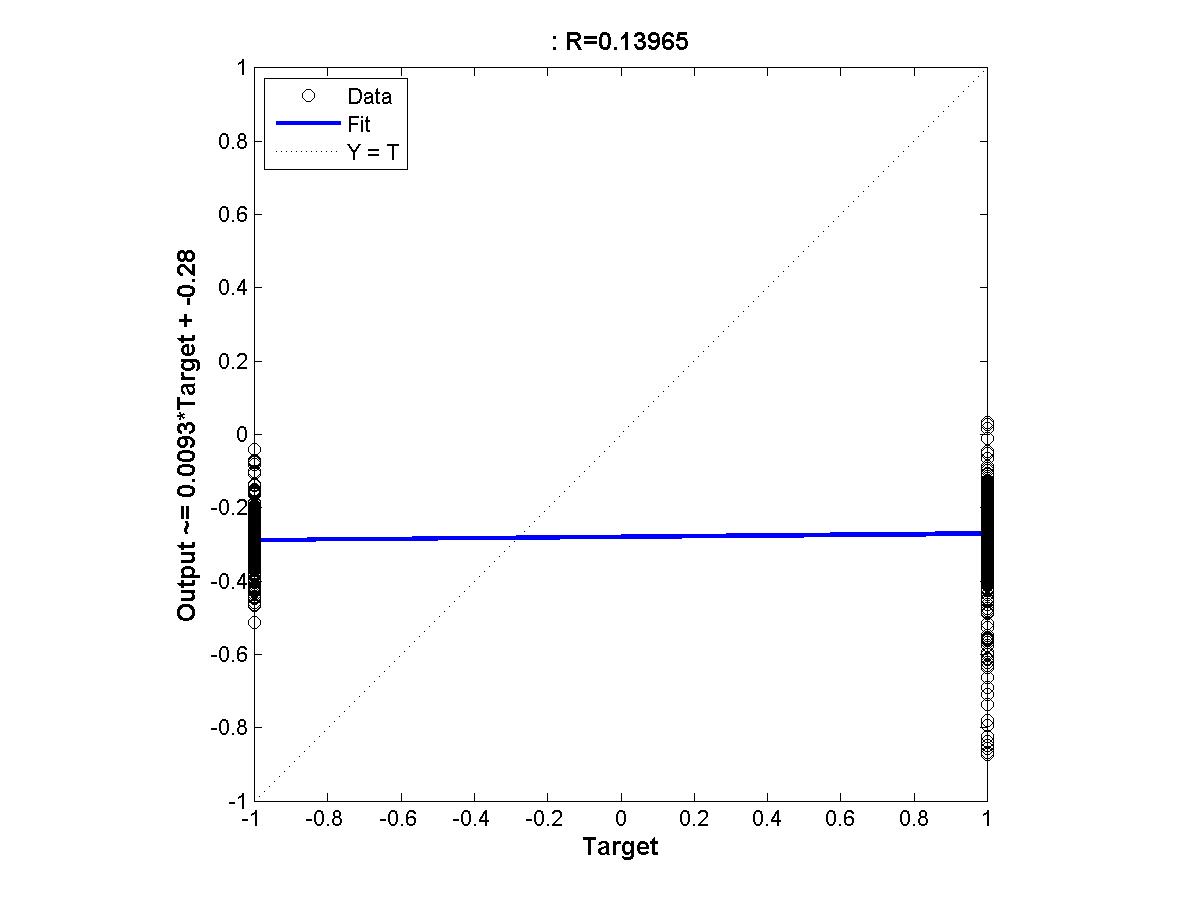 : R=0.13965
Data
Fit
Y = T
1
0.8
0.6
0.4
0.2
0
-0.2
-0.4
-0.6
-0.8
-1
Output ~= 0.0093*Target + -0.28
-1 -0.8 -0.6 -0.4 -0.2 0 0.2 0.4 0.6 0.8 1
Target